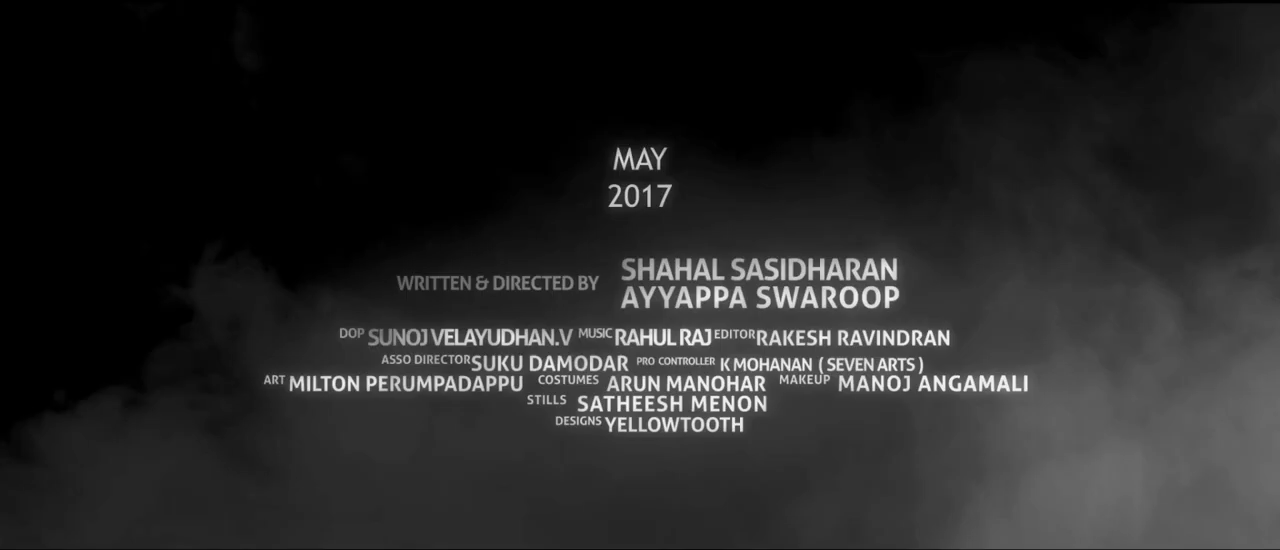 MAY
2017
WRITTEN & DIRECTED BY SHAHAL SASIDHARAN
AYYAPPA SWAROOP
DOP SUNOJ VELAYUDHAN.V MUSIC RAHUL RAJ EDITOR RAKESH RAVINDRAN
ASSO DIRECTOR SUKU DAMODAR PRO CONTROLLER K MOHANAN ( SEVEN ARTS )
ART MILTON PERUMPADAPPU COSTUMES ARUN MANOHAR MAKEUP MANOJ ANGAMALI
STILLS SATHEESH MENON
DESIGNS YELLOWTOOTH